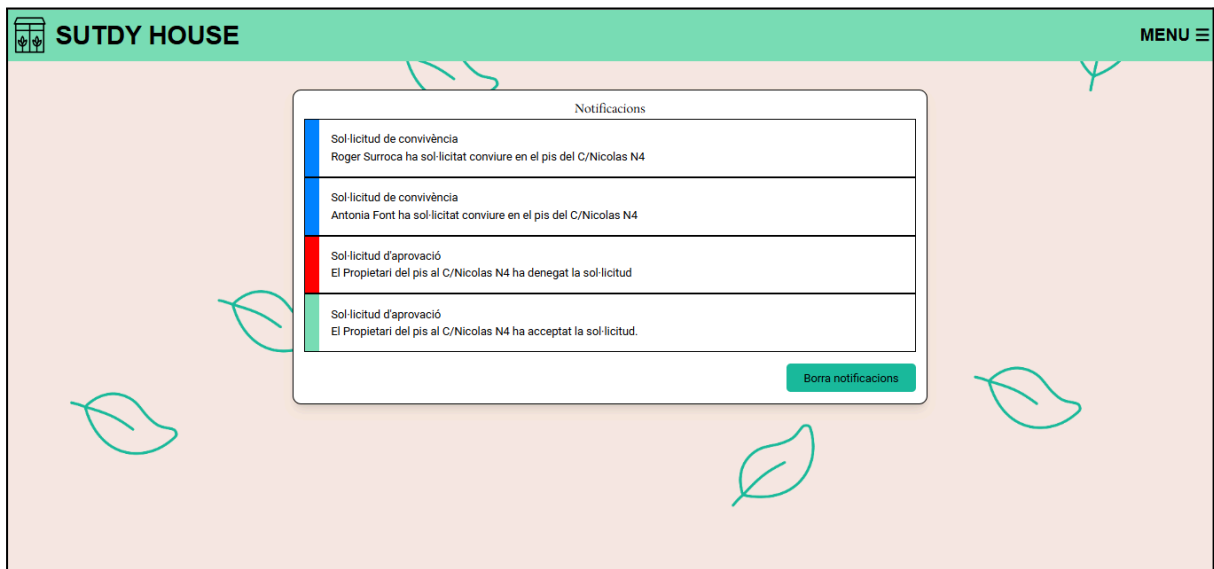 SUTDY HOUSE
MENU ☰
Notificacions
Sol·licitud de convivència
Roger Surroca ha sol·licitat conviure en el pis del C/Nicolas N4
Sol·licitud de convivència
Antonia Font ha sol·licitat conviure en el pis del C/Nicolas N4
Sol·licitud d'aprovació
El Propietari del pis al C/Nicolas N4 ha denegat la sol·licitud
Sol·licitud d'aprovació
El Propietari del pis al C/Nicolas N4 ha acceptat la sol·licitud.
Borra notificacions